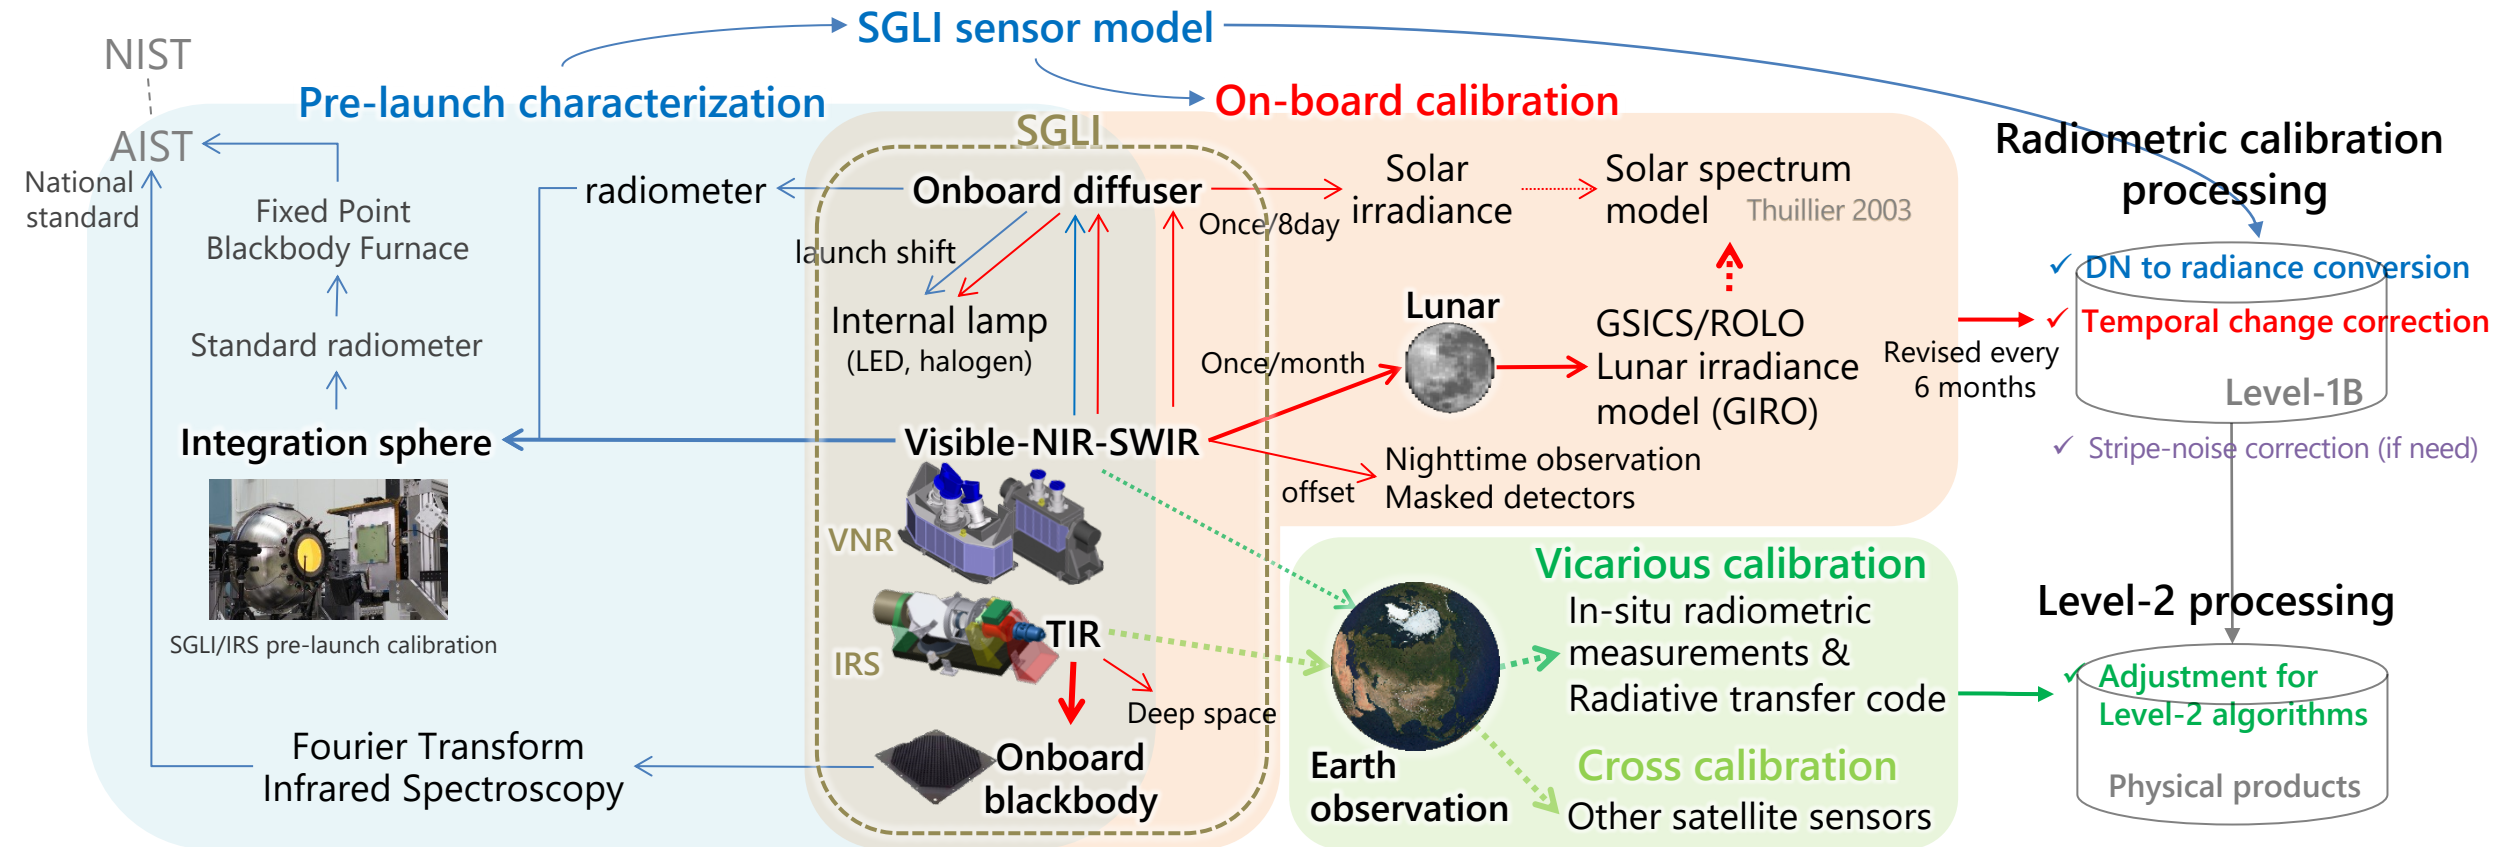 SGLI sensor model
NIST
Pre-launch characterization
On-board calibration
SGLI
AIST
National
standard
Fixed Point
Blackbody Furnace
Standard radiometer
Integration sphere
SGLI/IRS pre-launch calibration
Fourier Transform
Infrared Spectroscopy
radiometer
Onboard diffuser
launch shift
Internal lamp
(LED, halogen)
Visible-NIR-SWIR
VNR
IRS
TIR
Deep space
Onboard
blackbody
Once/8day
Solar
irradiance
Solar spectrum
model Thuillier 2003
Lunar
Once/month
GSICS/ROLO
Lunar irradiance
model (GIRO)
offset
Nighttime observation
Masked detectors
Vicarious calibration
In-situ radiometric
measurements &
Radiative transfer code
Earth
observation
Cross calibration
Other satellite sensors
Radiometric calibration
processing
✓ DN to radiance conversion
✓ Temporal change correction
Revised every
6 months
Level-1B
✓ Stripe-noise correction (if need)
Level-2 processing
✓ Adjustment for
Level-2 algorithms
Physical products